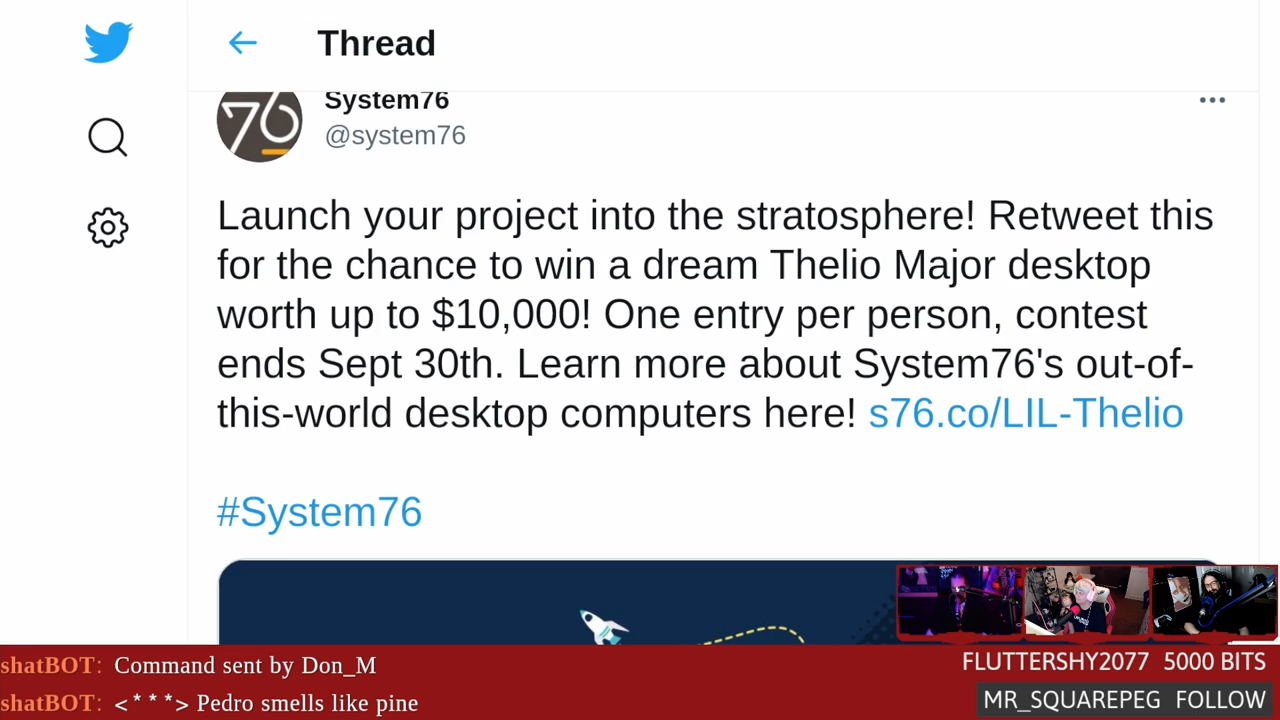 Thread
76
System76
@system76
Launch your project into the stratosphere! Retweet this
for the chance to win a dream Thelio Major desktop
worth up to $10,000! One entry per person, contest
ends Sept 30th. Learn more about System76's out-of-
this-world desktop computers here! s76.co/LIL-Thelio
#System76
shatBOT: Command sent by Don_M
shatBOT: <***> Pedro smells like pine
FLUTTERSHY2077 5000 BITS
MR_SQUAREPEG FOLLOW